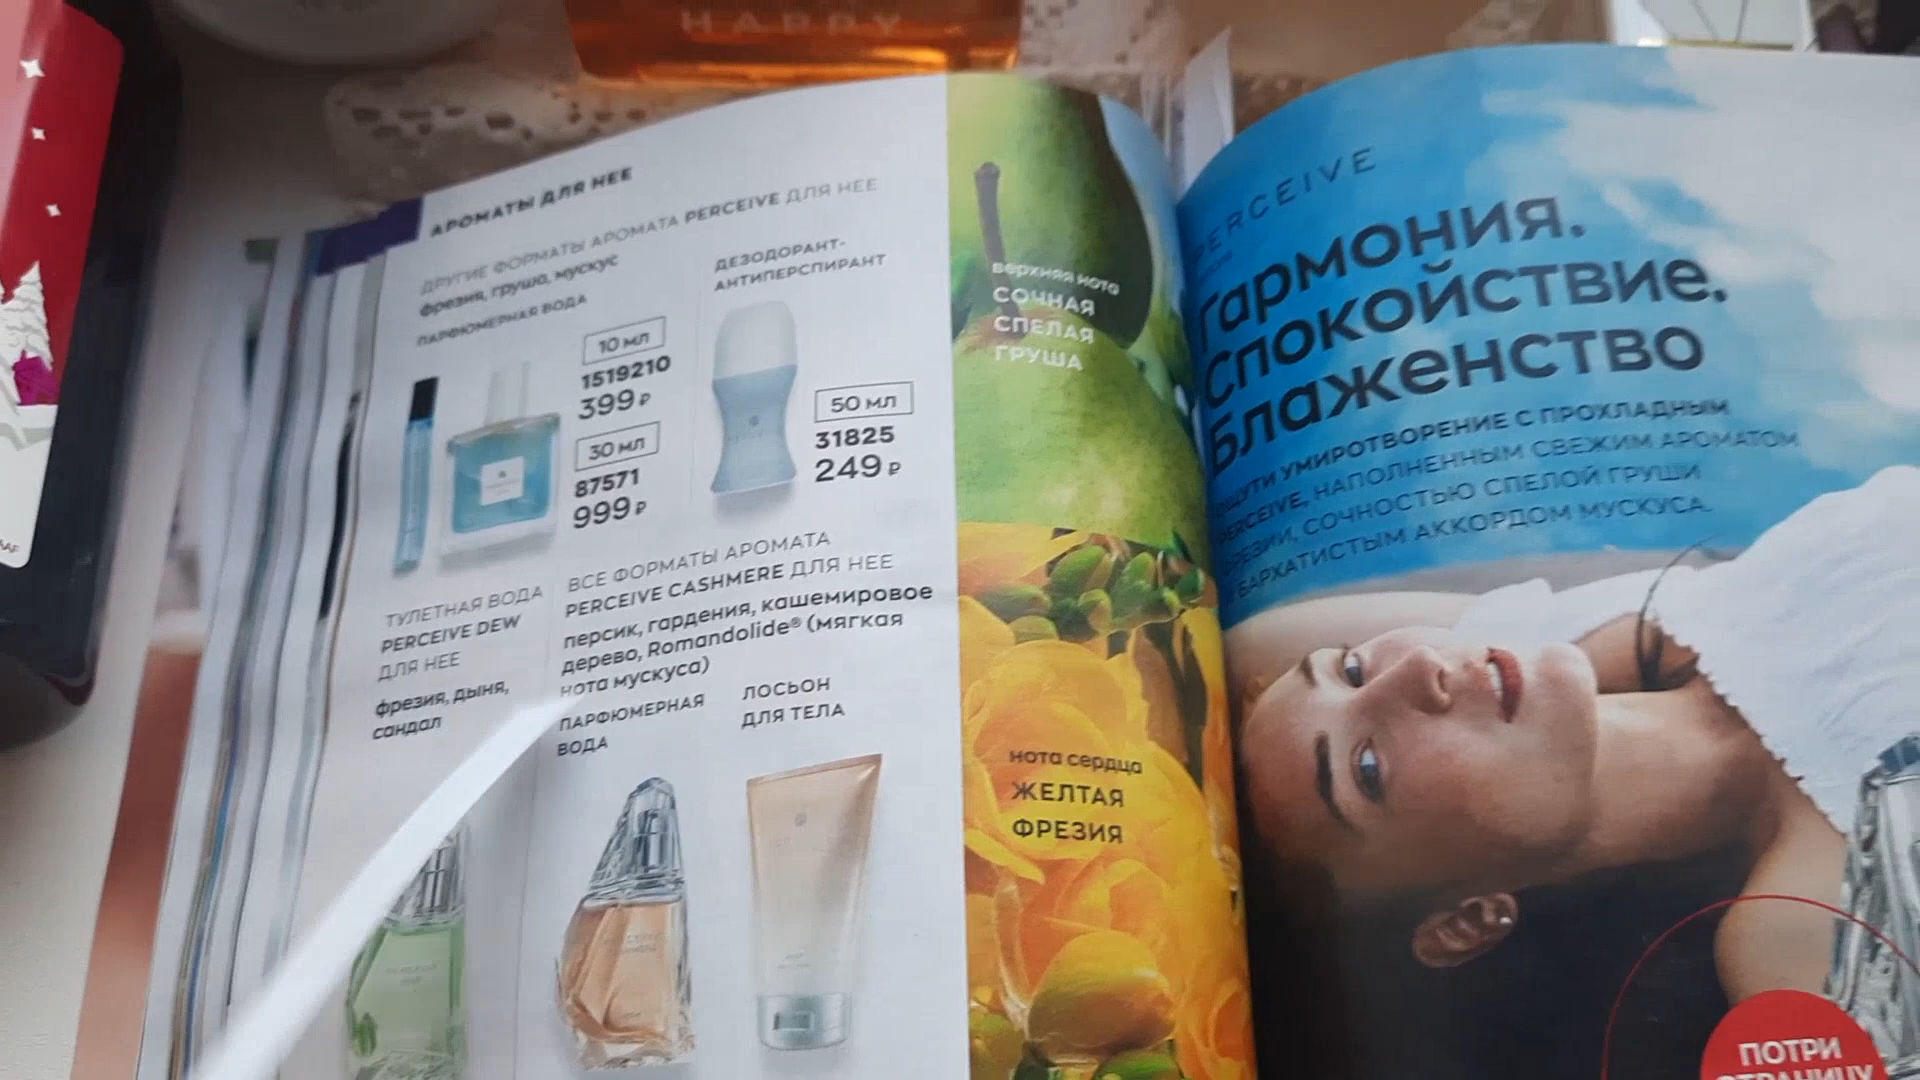 HAPPY
АРОМАТЫ ДЛЯ НЕЕ
ДРУГИЕ ФОРМАТЫ АРОМАТА PERCEIVE ДЛЯ НЕЕ
фрезия, груша, мускус
ПАРФЮМЕРНАЯ ВОДА
10 МЛ
1519210
399 ₽
30 МЛ
87571
999 ₽
ДЕЗОДОРАНТ-
АНТИПЕРСПИРАНТ
50 МЛ
31825
249 ₽
ТУЛЕТНАЯ ВОДА
PERCEIVE DEW
ДЛЯ НЕЕ
фрезия, дыня,
сандал
ВСЕ ФОРМАТЫ АРОМАТА
PERCEIVE CASHMERE ДЛЯ НЕЕ
персик, гардения, кашемировое
дерево, Romandolide® (мягкая
нота мускуса)
ПАРФЮМЕРНАЯ
ВОДА
ЛОСЬОН
ДЛЯ ТЕЛА
верхняя нота
СОЧНАЯ
СПЕЛАЯ
ГРУША
нота сердца
ЖЕЛТАЯ
ФРЕЗИЯ
PERCEIVE
Гармония.
Спокойствие.
Блаженство
УМИРОТВОРЕНИЕ С ПРОХЛАДНЫМ
PERCEIVE, НАПОЛНЕННЫМ СВЕЖИМ АРОМАТОМ
ФРЕЗИИ, СОЧНОСТЬЮ СПЕЛОЙ ГРУШИ
И БАРХАТИСТЫМ АККОРДОМ МУСКУСА.
ПОТРИ
СТРАНИЦУ